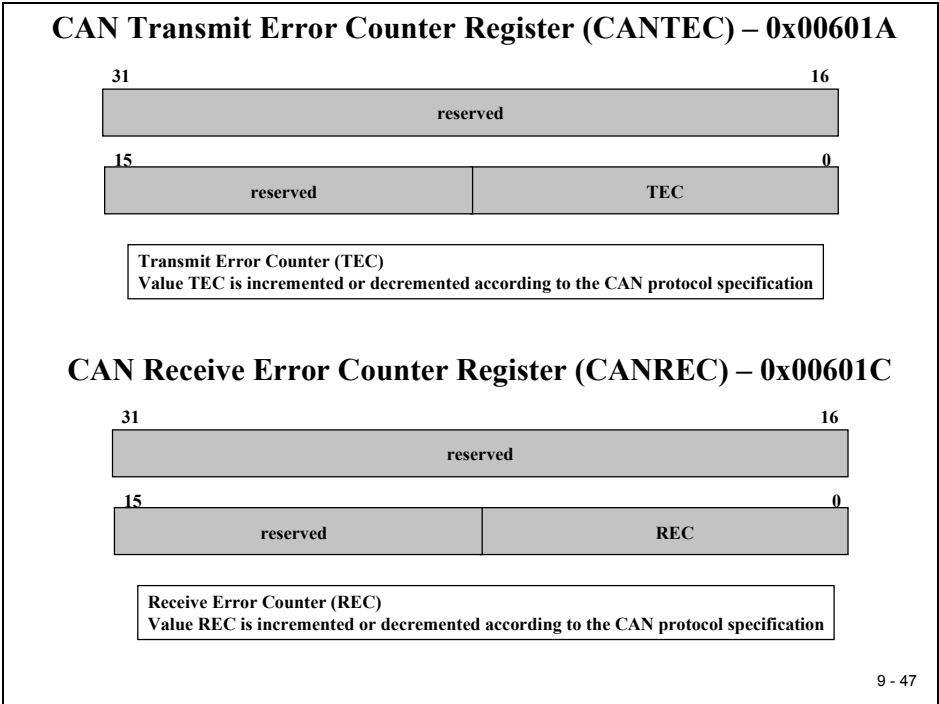 CAN Transmit Error Counter Register (CANTEC) – 0x00601A
31 16
reserved
15 0
reserved TEC
Transmit Error Counter (TEC)
Value TEC is incremented or decremented according to the CAN protocol specification
CAN Receive Error Counter Register (CANREC) – 0x00601C
31 16
reserved
15 0
reserved REC
Receive Error Counter (REC)
Value REC is incremented or decremented according to the CAN protocol specification
9 - 47